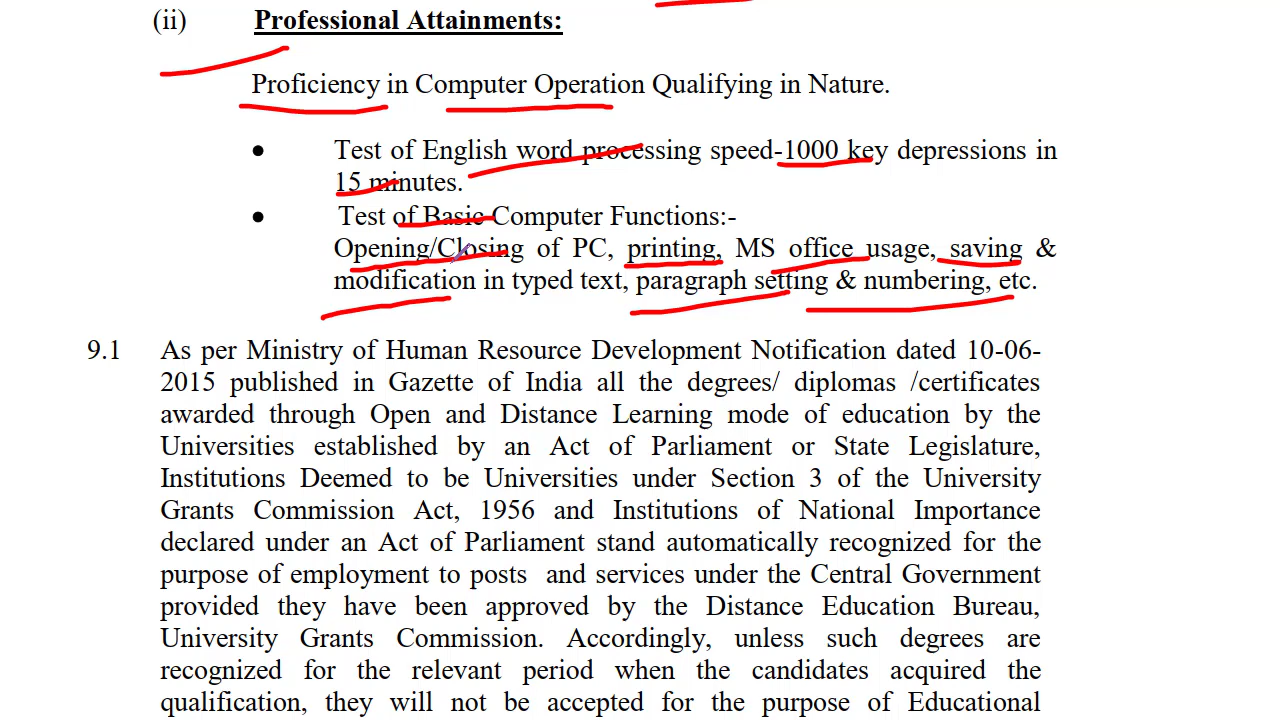 (ii) Professional Attainments:
Proficiency in Computer Operation Qualifying in Nature.
● Test of English word processing speed-1000 key depressions in
15 minutes.
● Test of Basic Computer Functions:-
Opening/Closing of PC, printing, MS office usage, saving &
modification in typed text, paragraph setting & numbering, etc.
9.1 As per Ministry of Human Resource Development Notification dated 10-06-
2015 published in Gazette of India all the degrees/ diplomas /certificates
awarded through Open and Distance Learning mode of education by the
Universities established by an Act of Parliament or State Legislature,
Institutions Deemed to be Universities under Section 3 of the University
Grants Commission Act, 1956 and Institutions of National Importance
declared under an Act of Parliament stand automatically recognized for the
purpose of employment to posts and services under the Central Government
provided they have been approved by the Distance Education Bureau,
University Grants Commission. Accordingly, unless such degrees are
recognized for the relevant period when the candidates acquired the
qualification, they will not be accepted for the purpose of Educational